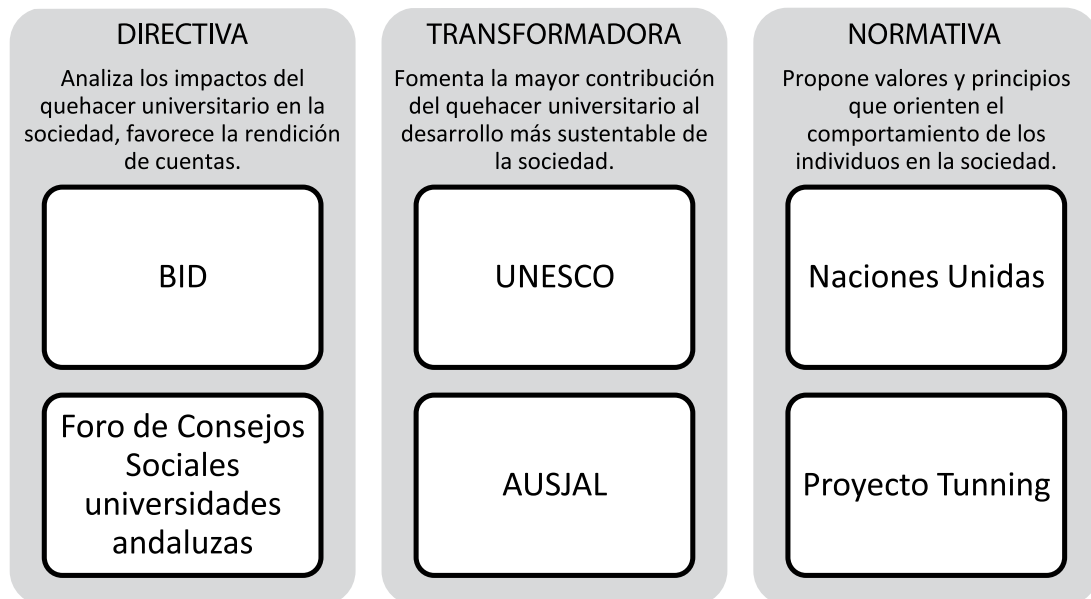 DIRECTIVA
Analiza los impactos del
quehacer universitario en la
sociedad, favorece la rendición
de cuentas.
BID
Foro de Consejos
Sociales
universidades
andaluzas
TRANSFORMADORA
Fomenta la mayor contribución
del quehacer universitario al
desarrollo más sustentable de
la sociedad.
UNESCO
AUSJAL
NORMATIVA
Propone valores y principios
que orienten el
comportamiento de los
individuos en la sociedad.
Naciones Unidas
Proyecto Tunning